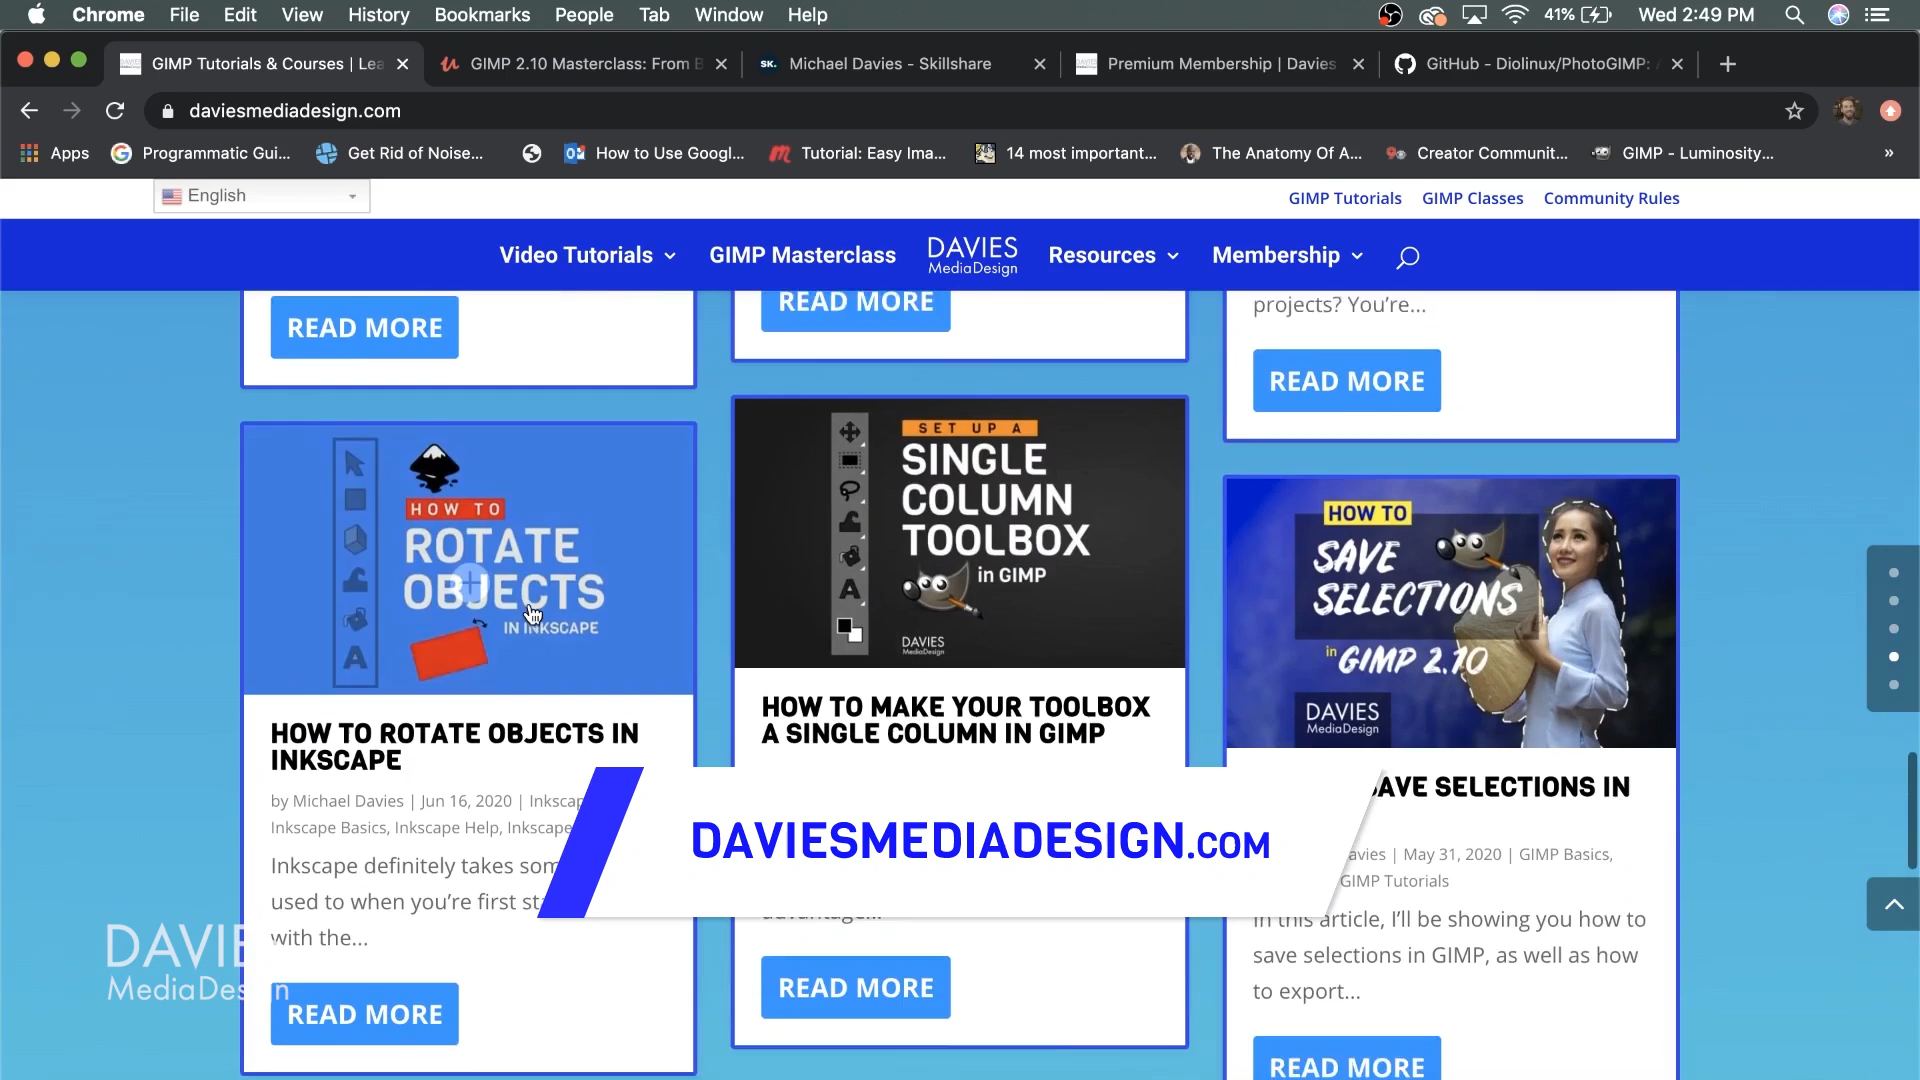 Chrome File Edit View History Bookmarks People Tab Window Help 41% Wed 2:49 PM
GIMP Tutorials & Courses | Lea
GIMP 2.10 Masterclass: From B
SK. Michael Davies - Skillshare
Premium Membership | Davies
GitHub - Diolinux/PhotoGIMP:
daviesmediadesign.com
Apps Programmatic Gui... Get Rid of Noise... How to Use Googl... Tutorial: Easy Ima... 14 most important... The Anatomy Of A... Creator Communit... GIMP - Luminosity... »
English
GIMP Tutorials GIMP Classes Community Rules
Video Tutorials GIMP Masterclass DAVIES MediaDesign Resources Membership
READ MORE
READ MORE
projects? You're...
READ MORE
HOW TO
ROTATE
OBJECTS
IN INKSCAPE
A
HOW TO ROTATE OBJECTS IN
INKSCAPE
by Michael Davies | Jun 16, 2020 |
Inkscape Basics, Inkscape Help, Inkscape
Inkscape definitely takes
used to when you're first
with the...
READ MORE
SET UP A
SINGLE
COLUMN
TOOLBOX
in GIMP
A
DAVIES
MediaDesign
HOW TO MAKE YOUR TOOLBOX
A SINGLE COLUMN IN GIMP
READ MORE
HOW TO
SAVE
SELECTIONS
in GIMP 2.10
DAVIES
MediaDesign
SAVE SELECTIONS IN
| May 31, 2020 | GIMP Basics,
GIMP Tutorials
In this article, I'll be showing you how to
save selections in GIMP, as well as how
to export...
READ MORE
DAVIESMEDIADESIGN.COM
DAVIES
MediaDesign